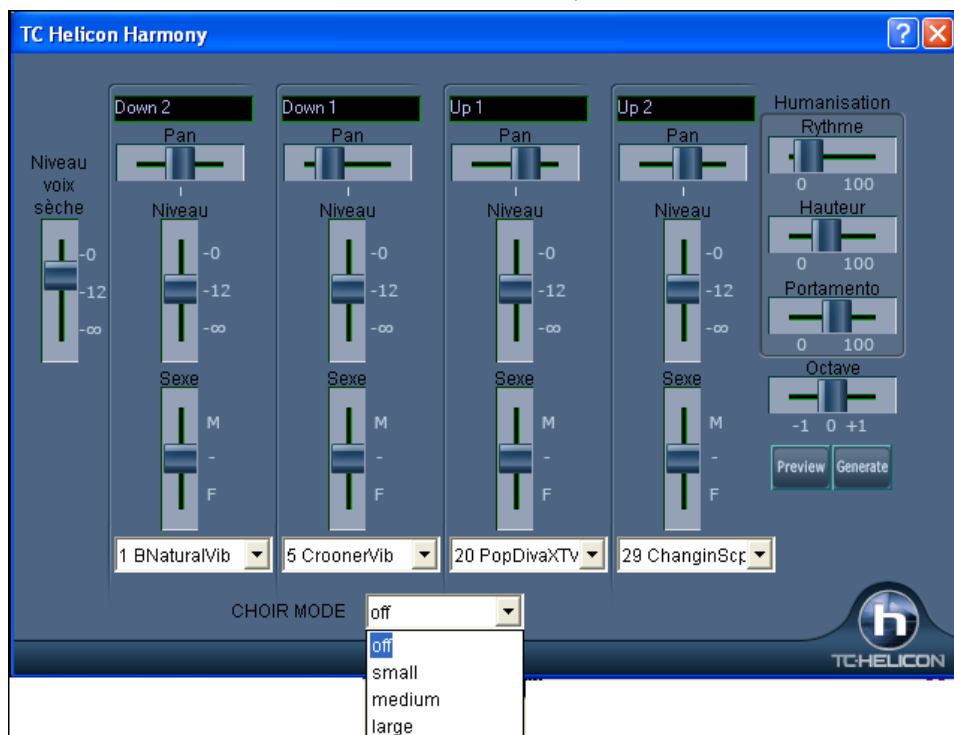 TC Helicon Harmony
?
X
Niveau
voix
sèche
-0
-12
-∞
Down 2
Pan
Niveau
-0
-12
-∞
Sexe
M
-
F
1 BNaturalVib
Down 1
Pan
Niveau
-0
-12
-∞
Sexe
M
-
F
5 CroonerVib
Up 1
Pan
Niveau
-0
-12
-∞
Sexe
M
-
F
20 PopDivaXTV
Up 2
Pan
Niveau
-0
-12
-∞
Sexe
M
-
F
29 ChanginScp
Humanisation
Rythme
0 100
Hauteur
0 100
Portamento
0 100
Octave
-1 0 +1
Preview Generate
CHOIR MODE off
off
small
medium
large
h
TC·HELICON